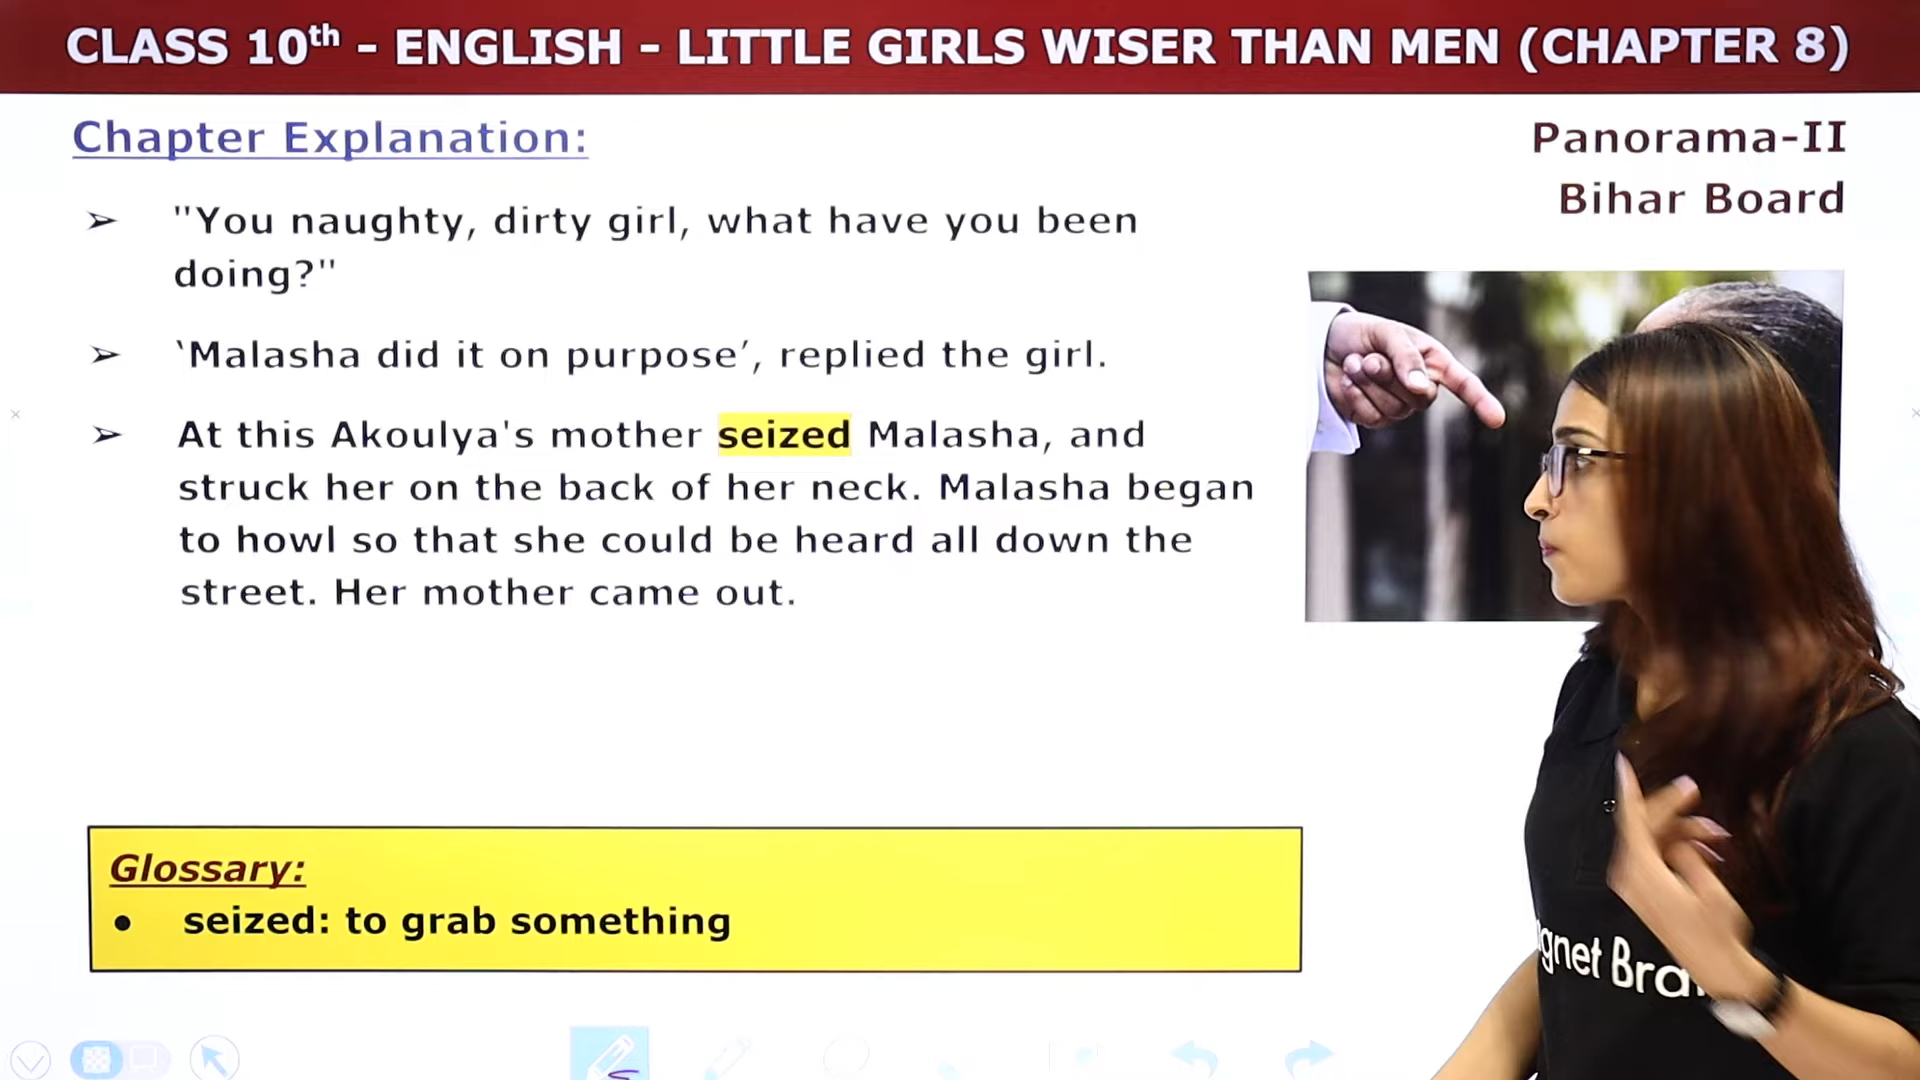 CLASS 10th - ENGLISH - LITTLE GIRLS WISER THAN MEN (CHAPTER 8)
Chapter Explanation:
Panorama-II
Bihar Board
➢ "You naughty, dirty girl, what have you been
doing?"
➢ 'Malasha did it on purpose', replied the girl.
➢ At this Akoulya's mother seized Malasha, and
struck her on the back of her neck. Malasha began
to howl so that she could be heard all down the
street. Her mother came out.
Glossary:
• seized: to grab something
gnet Bra